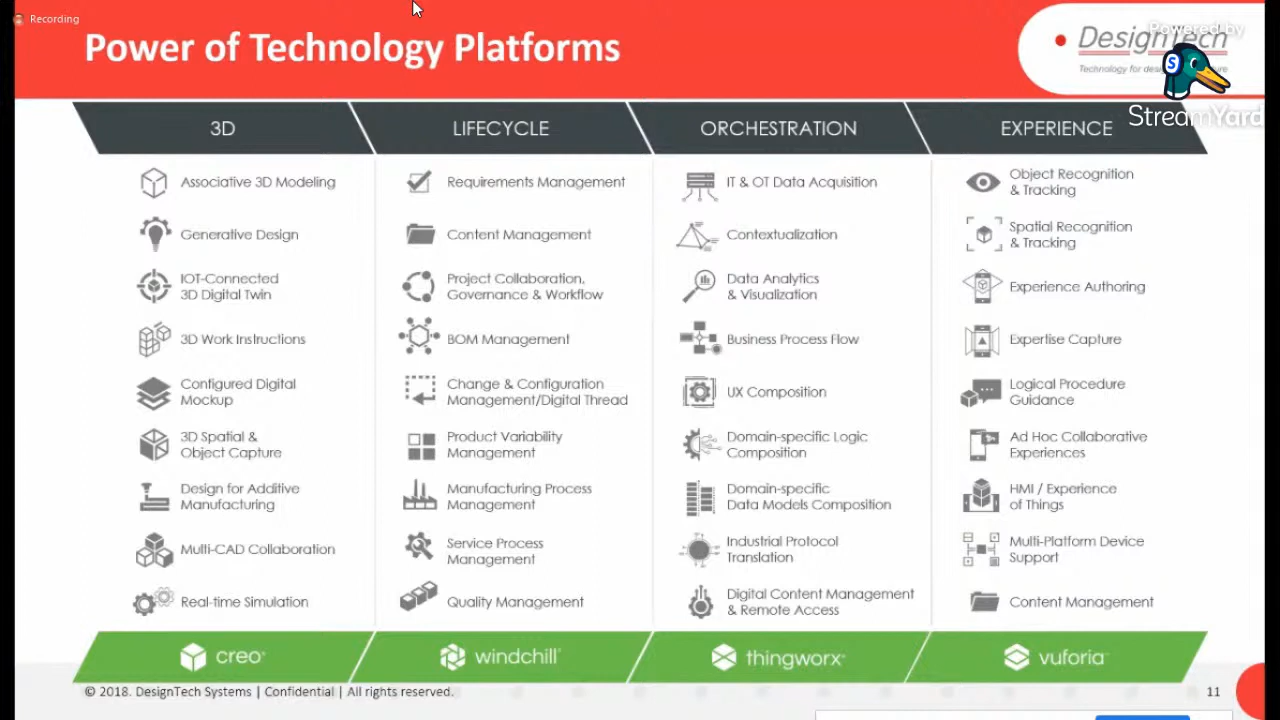 Recording
Power of Technology Platforms
DesignTech
Powered by
StreamYard
3D
LIFECYCLE
ORCHESTRATION
EXPERIENCE
Associative 3D Modeling
Generative Design
IOT-Connected
3D Digital Twin
3D Work Instructions
Configured Digital
Mockup
3D Spatial &
Object Capture
Design for Additive
Manufacturing
Multi-CAD Collaboration
Real-time Simulation
Requirements Management
Content Management
Project Collaboration,
Governance & Workflow
BOM Management
Change & Configuration
Management/Digital Thread
Product Variability
Management
Manufacturing Process
Management
Service Process
Management
Quality Management
IT & OT Data Acquisition
Contextualization
Data Analytics
& Visualization
Business Process Flow
UX Composition
Domain-specific Logic
Composition
Domain-specific
Data Models Composition
Industrial Protocol
Translation
Digital Content Management
& Remote Access
Object Recognition
& Tracking
Spatial Recognition
& Tracking
Experience Authoring
Expertise Capture
Logical Procedure
Guidance
Ad Hoc Collaborative
Experiences
HMI / Experience
of Things
Multi-Platform Device
Support
Content Management
creo
windchill
thingworx
vuforia
© 2018. DesignTech Systems | Confidential | All rights reserved.
11